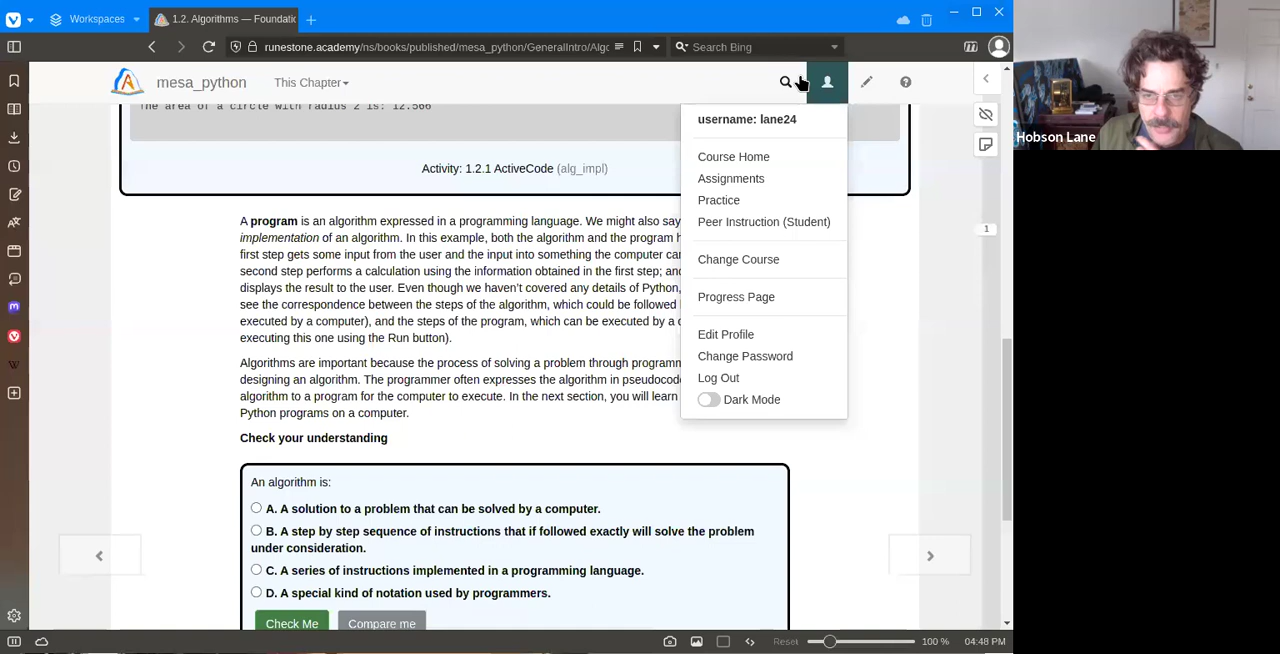 Workspaces
1.2. Algorithms — Foundatic
runestone.academy/ns/books/published/mesa_python/GeneralIntro/Algc
Search Bing
mesa_python
This Chapter
username: lane24
Course Home
Assignments
Practice
Peer Instruction (Student)
Change Course
Progress Page
Edit Profile
Change Password
Log Out
Dark Mode
Hobson Lane
The area of a circle with radius 2 is: 12.566
Activity: 1.2.1 ActiveCode (alg_impl)
A program is an algorithm expressed in a programming language. We might also say
implementation of an algorithm. In this example, both the algorithm and the program h
first step gets some input from the user and the input into something the computer can
second step performs a calculation using the information obtained in the first step; and
displays the result to the user. Even though we haven't covered any details of Python,
see the correspondence between the steps of the algorithm, which could be followed
executed by a computer), and the steps of the program, which can be executed by a c
executing this one using the Run button).
1
Algorithms are important because the process of solving a problem through programm
designing an algorithm. The programmer often expresses the algorithm in pseudocode
algorithm to a program for the computer to execute. In the next section, you will learn
Python programs on a computer.
Check your understanding
An algorithm is:
A. A solution to a problem that can be solved by a computer.
B. A step by step sequence of instructions that if followed exactly will solve the problem
under consideration.
C. A series of instructions implemented in a programming language.
D. A special kind of notation used by programmers.
Check Me
Compare me
Reset
100 %
04:48 PM